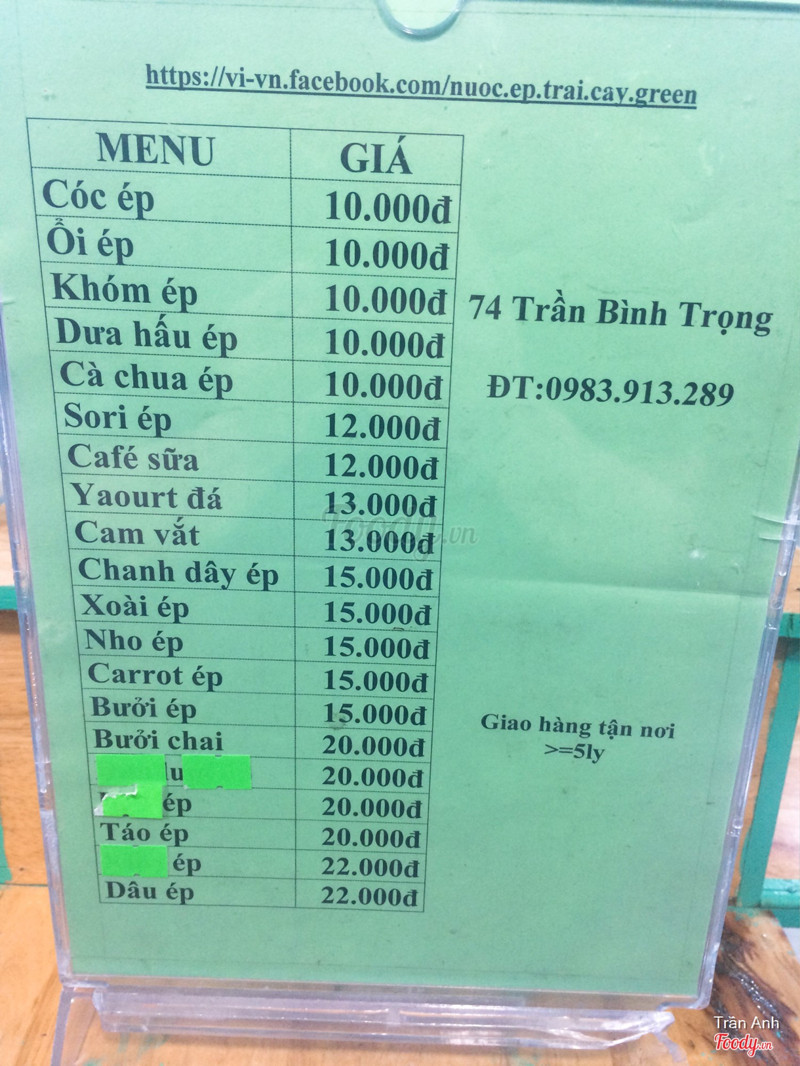 https://vi-vn.facebook.com/nuoc.ep.trai.cay.green
MENU GIÁ
Cóc ép 10.000đ
Ổi ép 10.000đ
Khóm ép 10.000đ
Dưa hấu ép 10.000đ
Cà chua ép 10.000đ
Sori ép 12.000đ
Café sữa 12.000đ
Yaourt đá 13.000đ
Cam vắt 13.000đ
Chanh dây ép 15.000đ
Xoài ép 15.000đ
Nho ép 15.000đ
Carrot ép 15.000đ
Bưởi ép 15.000đ
Bưởi chai 20.000đ
20.000đ
ép 20.000đ
Táo ép 20.000đ
ép 22.000đ
Dâu ép 22.000đ
74 Trần Bình Trọng
ĐT:0983.913.289
Giao hàng tận nơi
>=5ly
Foody.vn
Trần Anh
Foody.vn